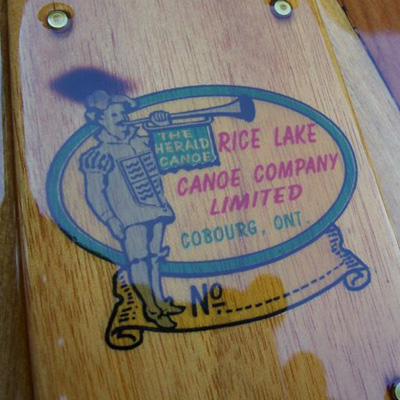 THE
HERALD
CANOE
RICE LAKE
CANOE COMPANY
LIMITED
COBOURG, ONT.
No